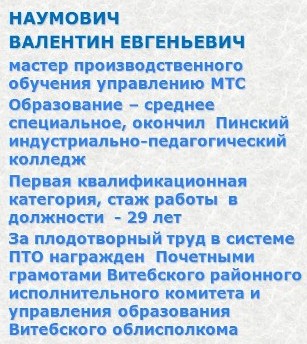 НАУМОВИЧ
ВАЛЕНТИН ЕВГЕНЬЕВИЧ
мастер производственного
обучения управлению МТС
Образование – среднее
специальное, окончил Пинский
индустриально-педагогический
колледж
Первая квалификационная
категория, стаж работы в
должности - 29 лет
За плодотворный труд в системе
ПТО награжден Почетными
грамотами Витебского районного
исполнительного комитета и
управления образования
Витебского облисполкома